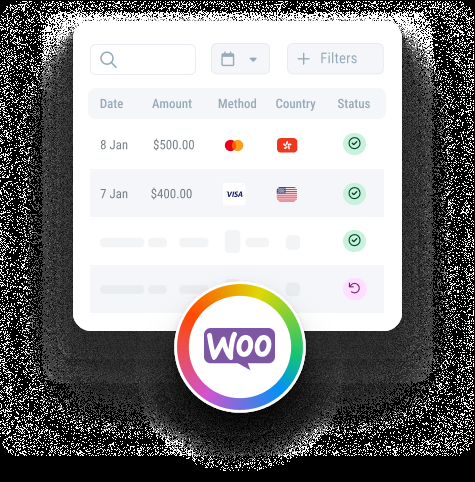 Filters
Date Amount Method Country Status
8 Jan $500.00
7 Jan $400.00 VISA
WOO